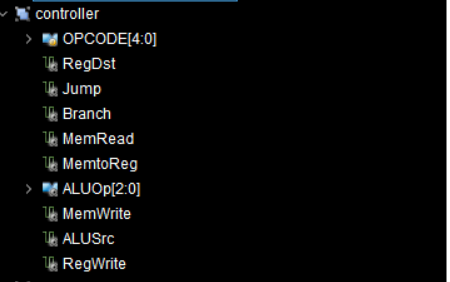 controller
OPCODE[4:0]
RegDst
Jump
Branch
MemRead
MemtoReg
ALUOp[2:0]
MemWrite
ALUSrc
RegWrite